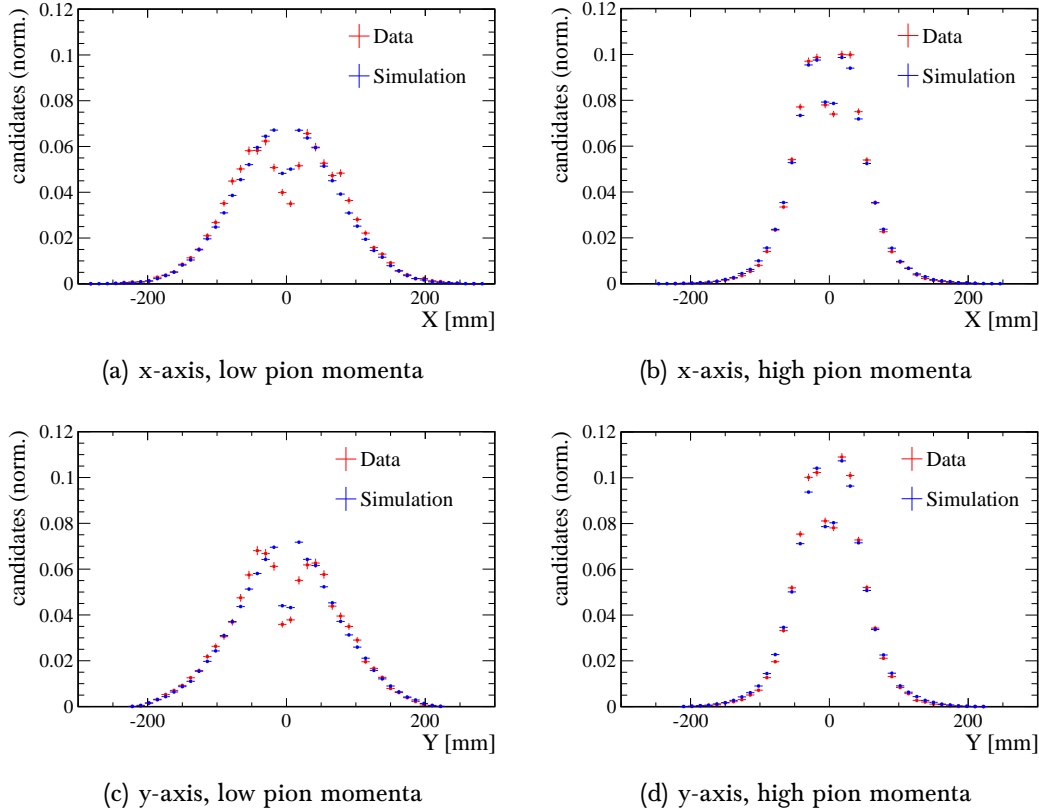 candidates (norm.)
0.12
0.1
0.08
0.06
0.04
0.02
0
Data
Simulation
-200
0
200
X [mm]
(a) x-axis, low pion momenta
candidates (norm.)
0.12
0.1
0.08
0.06
0.04
0.02
0
Data
Simulation
-200
0
200
X [mm]
(b) x-axis, high pion momenta
candidates (norm.)
0.12
0.1
0.08
0.06
0.04
0.02
0
Data
Simulation
-200
0
200
Y [mm]
(c) y-axis, low pion momenta
candidates (norm.)
0.12
0.1
0.08
0.06
0.04
0.02
0
Data
Simulation
-200
0
200
Y [mm]
(d) y-axis, high pion momenta